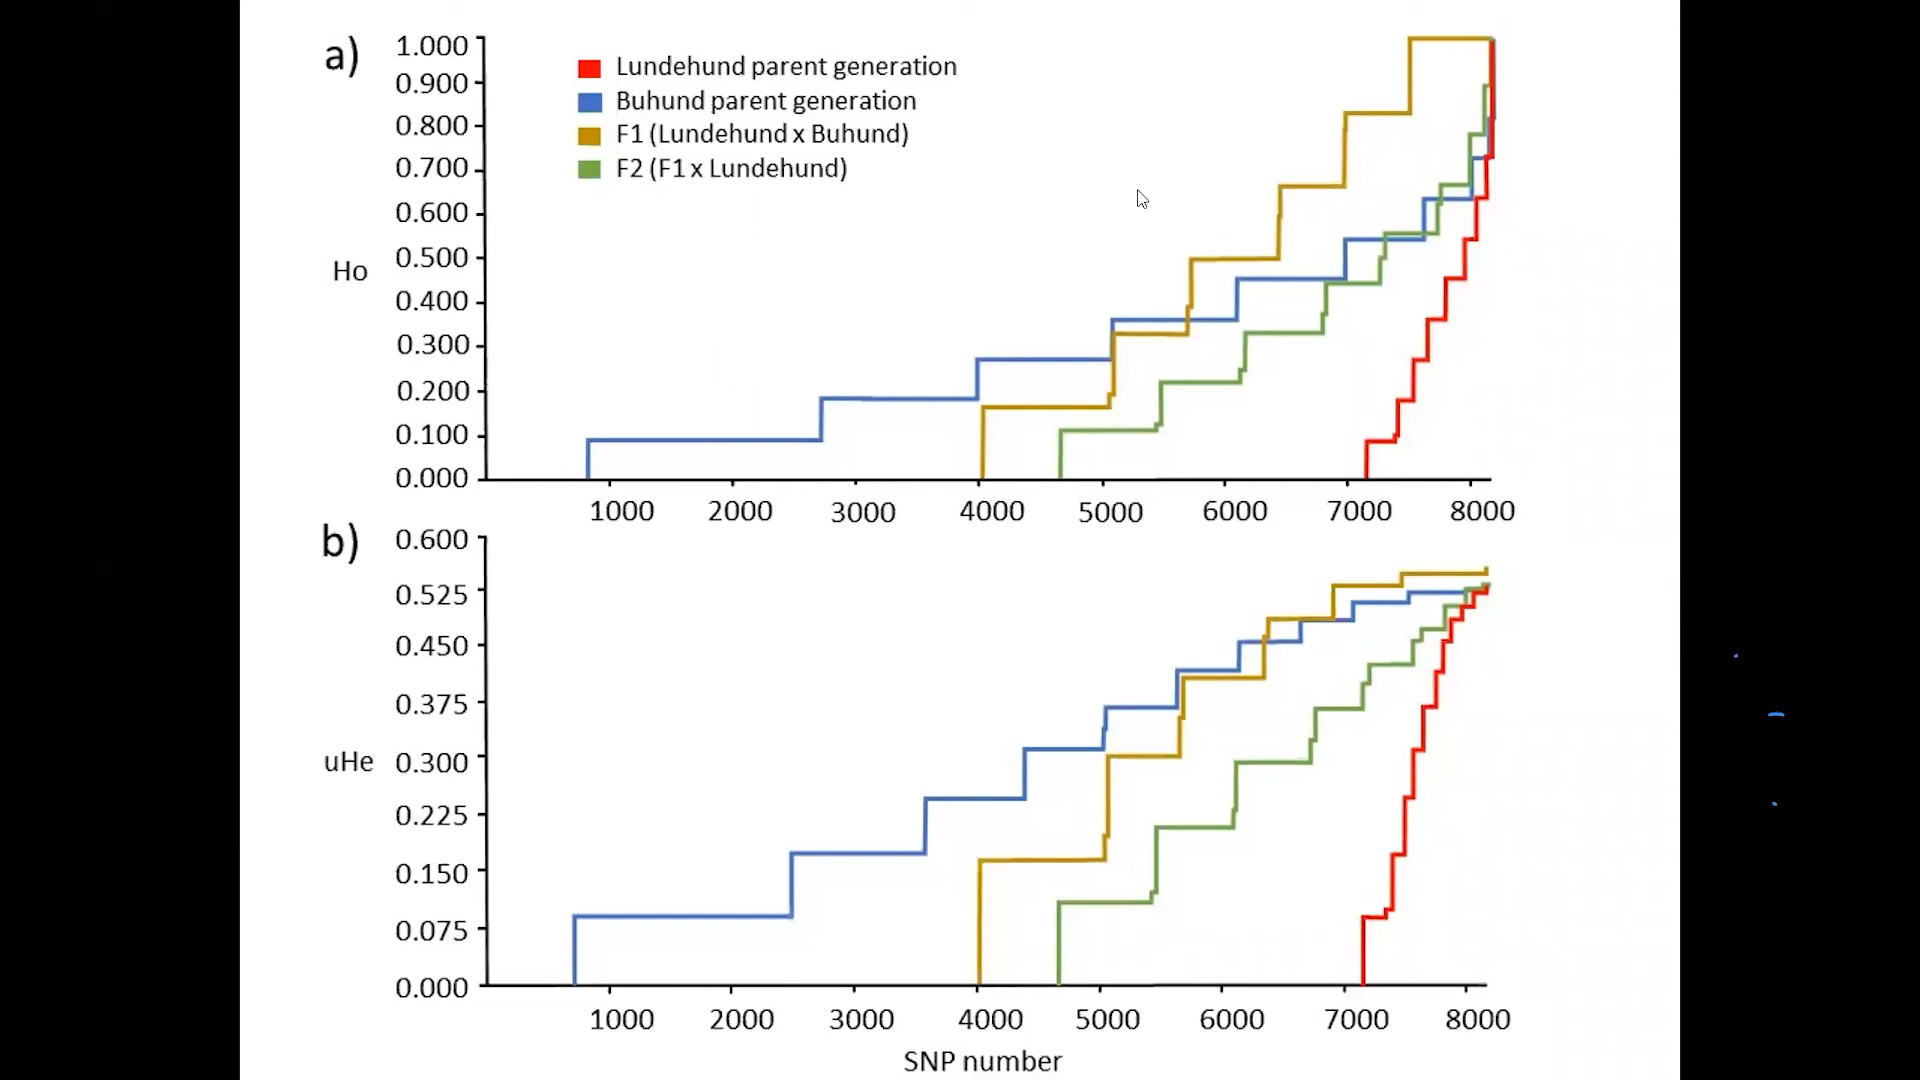 a)
1.000
0.900
0.800
0.700
0.600
0.500
0.400
0.300
0.200
0.100
0.000
Ho
Lundehund parent generation
Buhund parent generation
F1 (Lundehund x Buhund)
F2 (F1 x Lundehund)
1000 2000 3000 4000 5000 6000 7000 8000
b)
0.600
0.525
0.450
0.375
0.300
0.225
0.150
0.075
0.000
uHe
1000 2000 3000 4000 5000 6000 7000 8000
SNP number